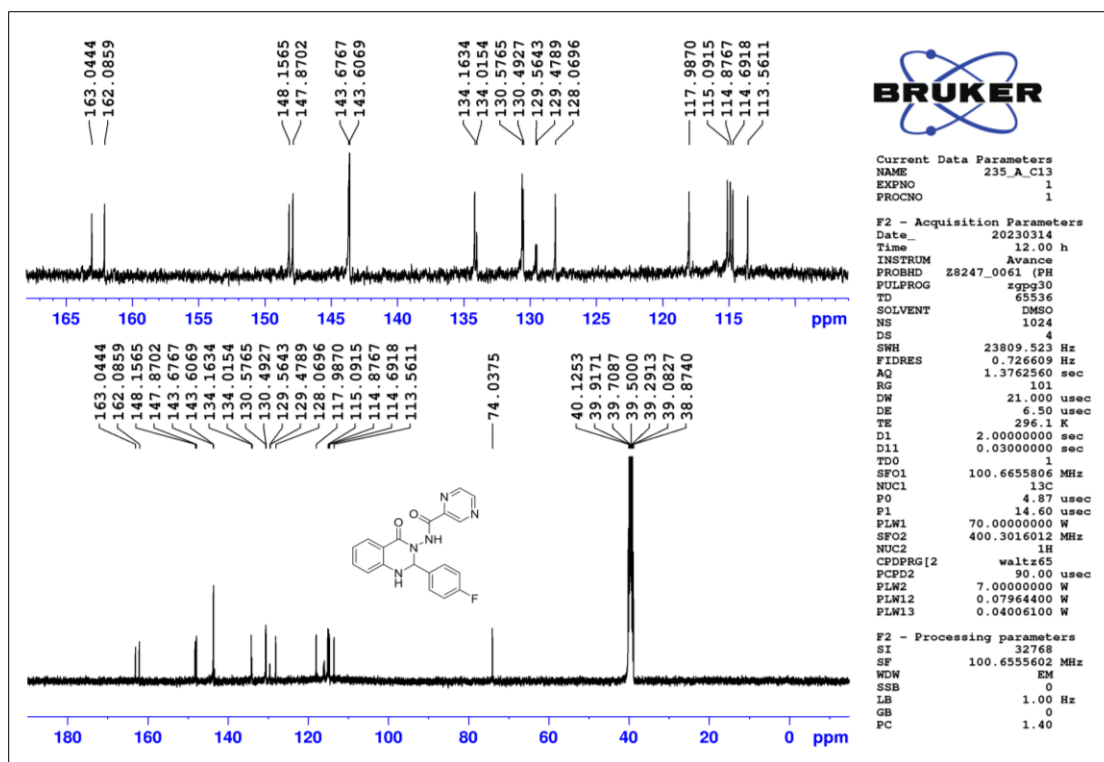 163.0444
162.0859
148.1565
147.8702
143.6767
143.6069
134.1634
134.0154
130.5765
130.4927
129.5643
129.4789
128.0696
117.9870
115.0915
114.8767
114.6918
113.5611
165 160 155 150 145 140 135 130 125 120 115 ppm
163.0444
162.0859
148.1565
147.8702
143.6767
143.6069
134.1634
134.0154
130.5765
130.4927
129.5643
129.4789
128.0696
117.9870
115.0915
114.8767
114.6918
113.5611
74.0375
40.1253
39.9171
39.7087
39.5000
39.2913
39.0827
38.8740
N
O N
O NH
N
N
H
F
180 160 140 120 100 80 60 40 20 0 ppm
BRUKER
Current Data Parameters
NAME 235_A_C13
EXPNO 1
PROCNO 1
F2 - Acquisition Parameters
Date_ 20230314
Time 12.00 h
INSTRUM Avance
PROBHD Z8247_0061 (PH
PULPROG zgpg30
TD 65536
SOLVENT DMSO
NS 1024
DS 4
SWH 23809.523 Hz
FIDRES 0.726609 Hz
AQ 1.3762560 sec
RG 101
DW 21.000 usec
DE 6.50 usec
TE 296.1 K
D1 2.00000000 sec
D11 0.03000000 sec
TD0 1
SFO1 100.6655806 MHz
NUC1 13C
P0 4.87 usec
P1 14.60 usec
PLW1 70.00000000 W
SFO2 400.3016012 MHz
NUC2 1H
CPDPRG[2 waltz65
PCPD2 90.00 usec
PLW2 7.00000000 W
PLW12 0.07964400 W
PLW13 0.04006100 W
F2 - Processing parameters
SI 32768
SF 100.6555602 MHz
WDW EM
SSB 0
LB 1.00 Hz
GB 0
PC 1.40